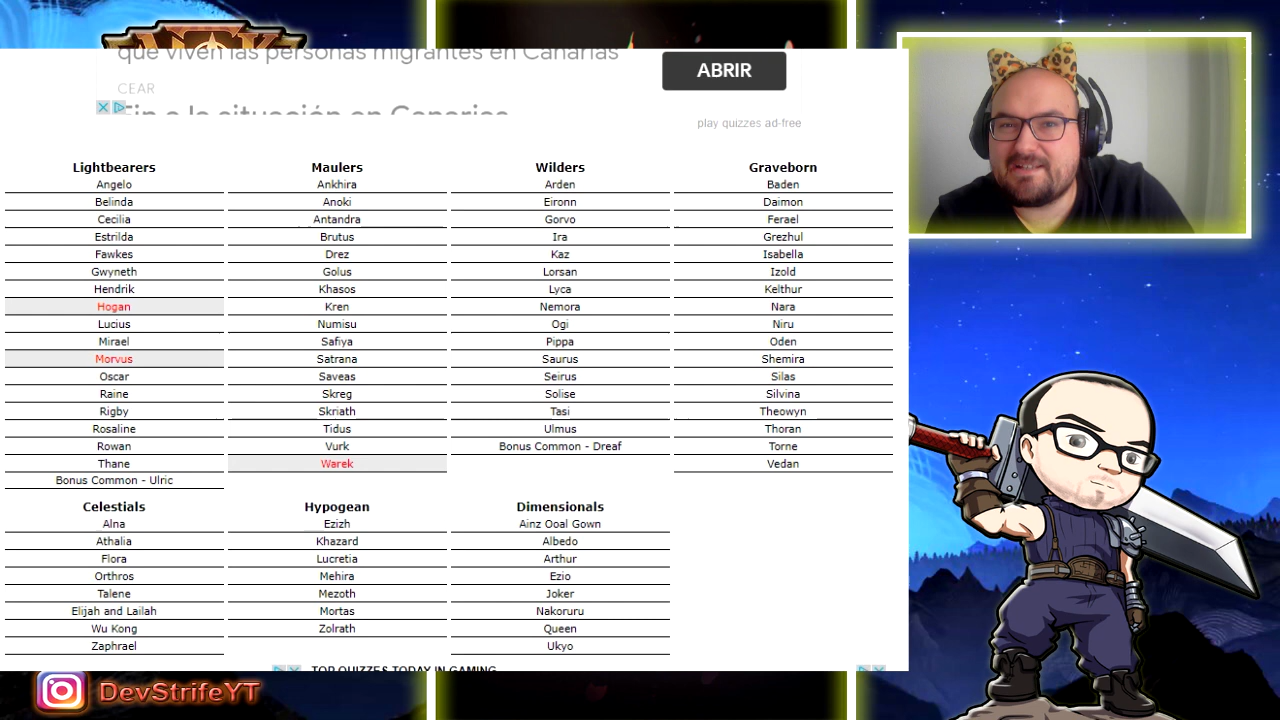 que viven las personas migrantes en Canarias
ABRIR
CEAR
Fin a la situación en Canarias
play quizzes ad-free
Lightbearers
Angelo
Belinda
Cecilia
Estrilda
Fawkes
Gwyneth
Hendrik
Hogan
Lucius
Mirael
Morvus
Oscar
Raine
Rigby
Rosaline
Rowan
Thane
Bonus Common - Ulric
Maulers
Ankhira
Anoki
Antandra
Brutus
Drez
Golus
Khasos
Kren
Numisu
Safiya
Satrana
Saveas
Skreg
Skriath
Tidus
Vurk
Warek
Wilders
Arden
Eironn
Gorvo
Ira
Kaz
Lorsan
Lyca
Nemora
Ogi
Pippa
Saurus
Seirus
Solise
Tasi
Ulmus
Bonus Common - Dreaf
Graveborn
Baden
Daimon
Ferael
Grezhul
Isabella
Izold
Kelthur
Nara
Niru
Oden
Shemira
Silas
Silvina
Theowyn
Thoran
Torne
Vedan
Celestials
Alna
Athalia
Flora
Orthros
Talene
Elijah and Lailah
Wu Kong
Zaphrael
Hypogean
Ezizh
Khazard
Lucretia
Mehira
Mezoth
Mortas
Zolrath
Dimensionals
Ainz Ooal Gown
Albedo
Arthur
Ezio
Joker
Nakoruru
Queen
Ukyo
TOP QUIZZES TODAY IN GAMING
DevStrifeYT